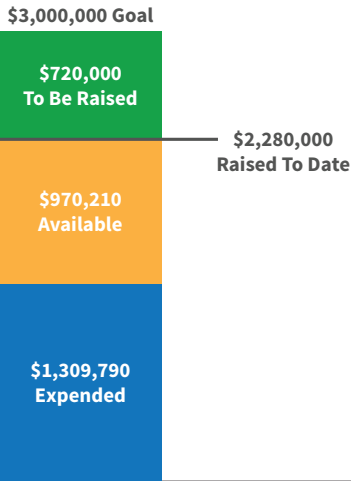 $3,000,000 Goal
$720,000
To Be Raised
$2,280,000
Raised To Date
$970,210
Available
$1,309,790
Expended